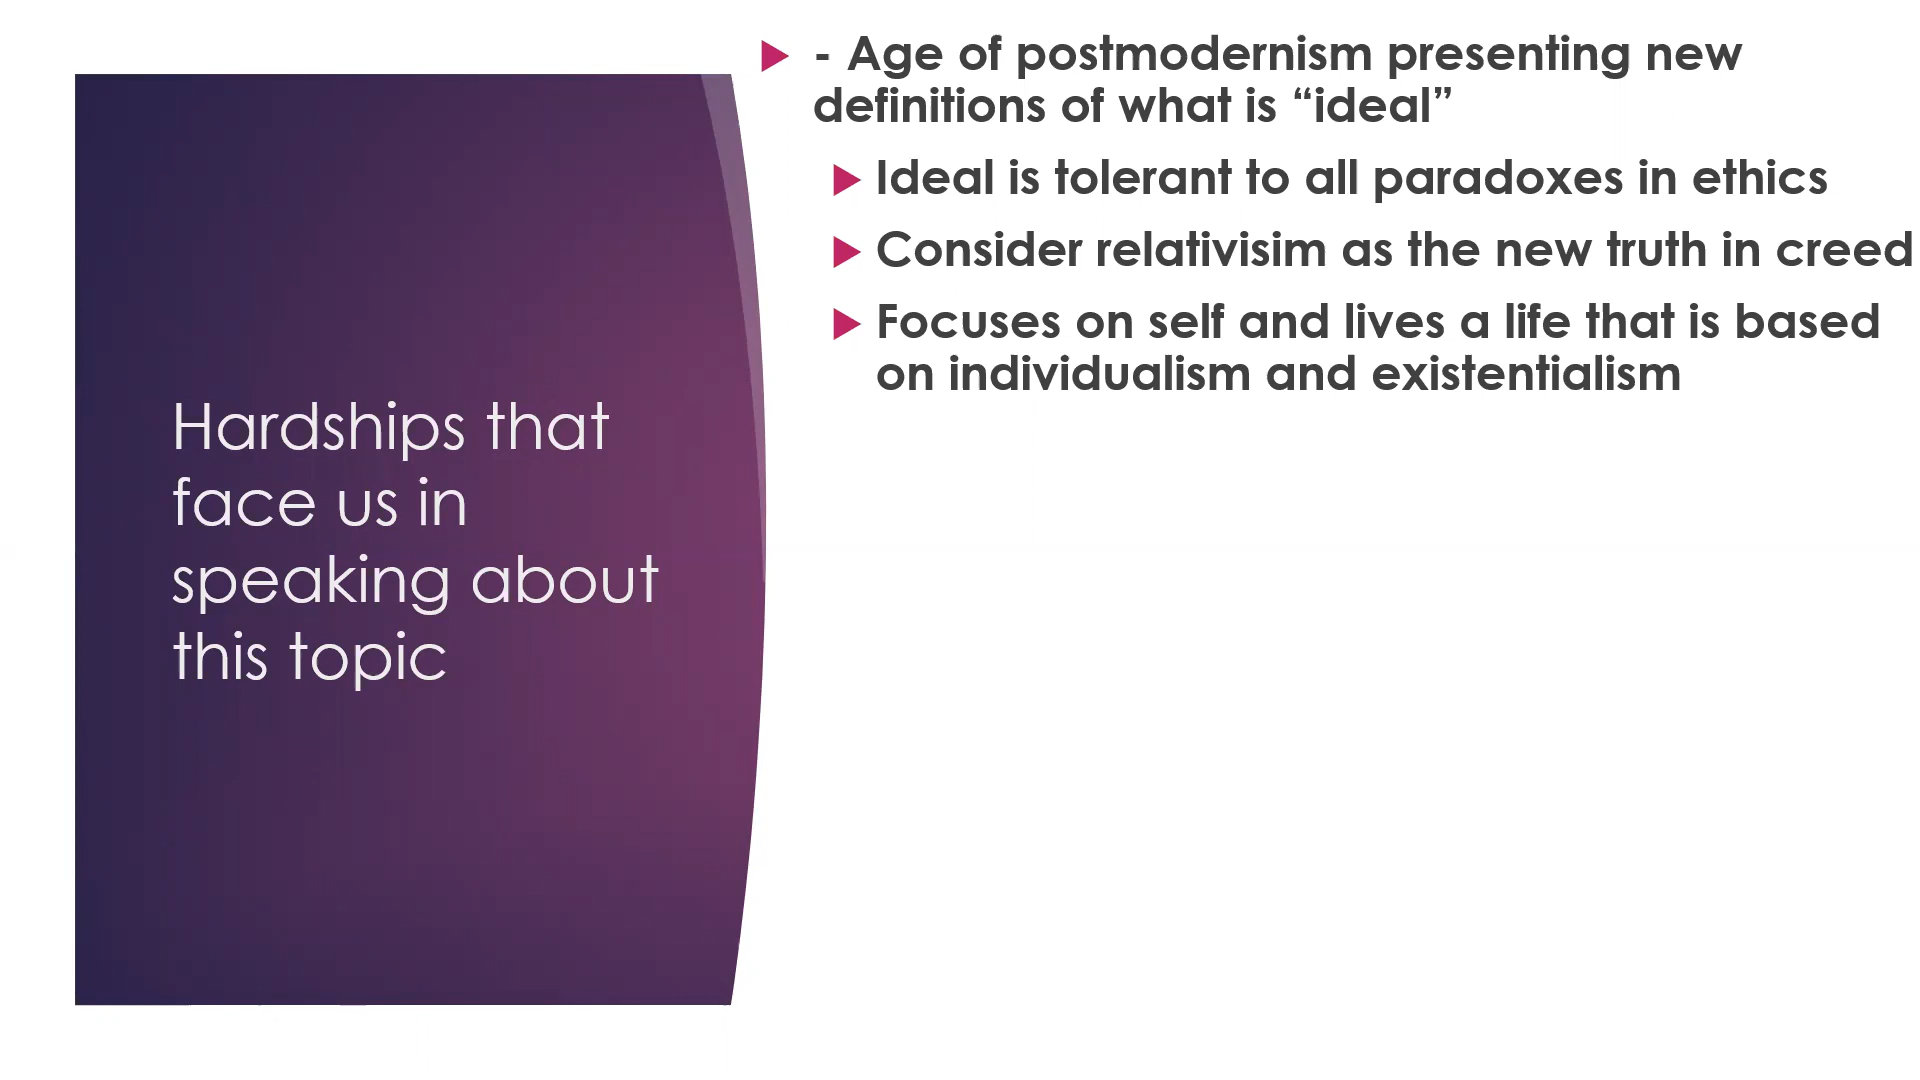 Hardships that
face us in
speaking about
this topic
- Age of postmodernism presenting new
definitions of what is “ideal”
Ideal is tolerant to all paradoxes in ethics
Consider relativisim as the new truth in creed
Focuses on self and lives a life that is based
on individualism and existentialism